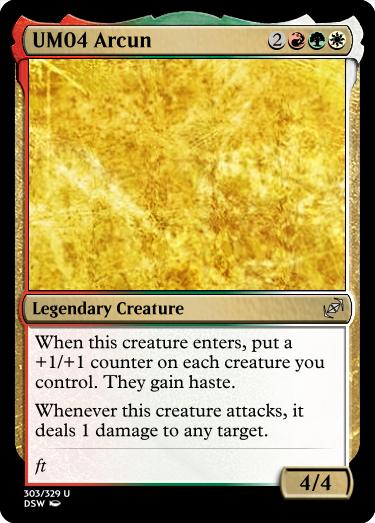 UM04 Arcun 2
Legendary Creature
When this creature enters, put a
+1/+1 counter on each creature you
control. They gain haste.
Whenever this creature attacks, it
deals 1 damage to any target.
ft
4/4
303/329 U
DSW